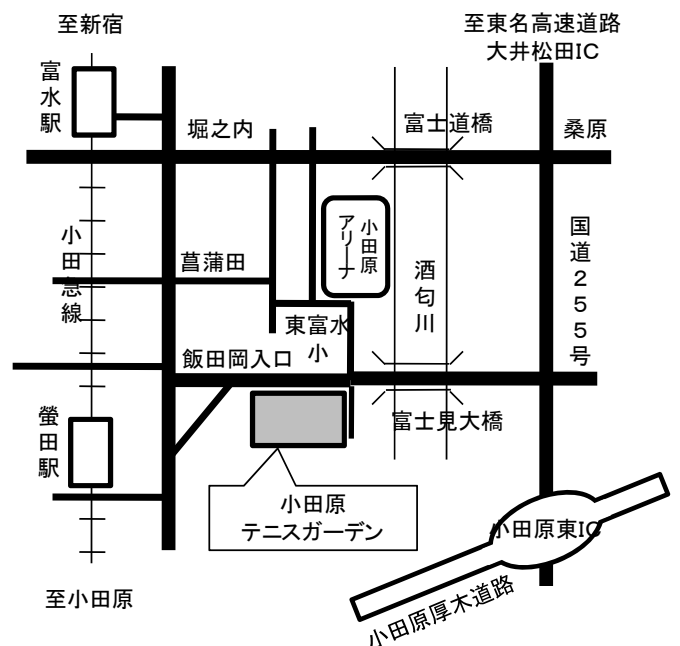 至新宿
至東名高速道路
大井松田IC
富水駅
堀之内
富士道橋
桑原
小田急線
菖蒲田
小田原
アリーナ
酒匂川
国道255号
東富水
小
飯田岡入口
富士見大橋
螢田駅
小田原
テニスガーデン
小田原東IC
至小田原
小田原厚木道路